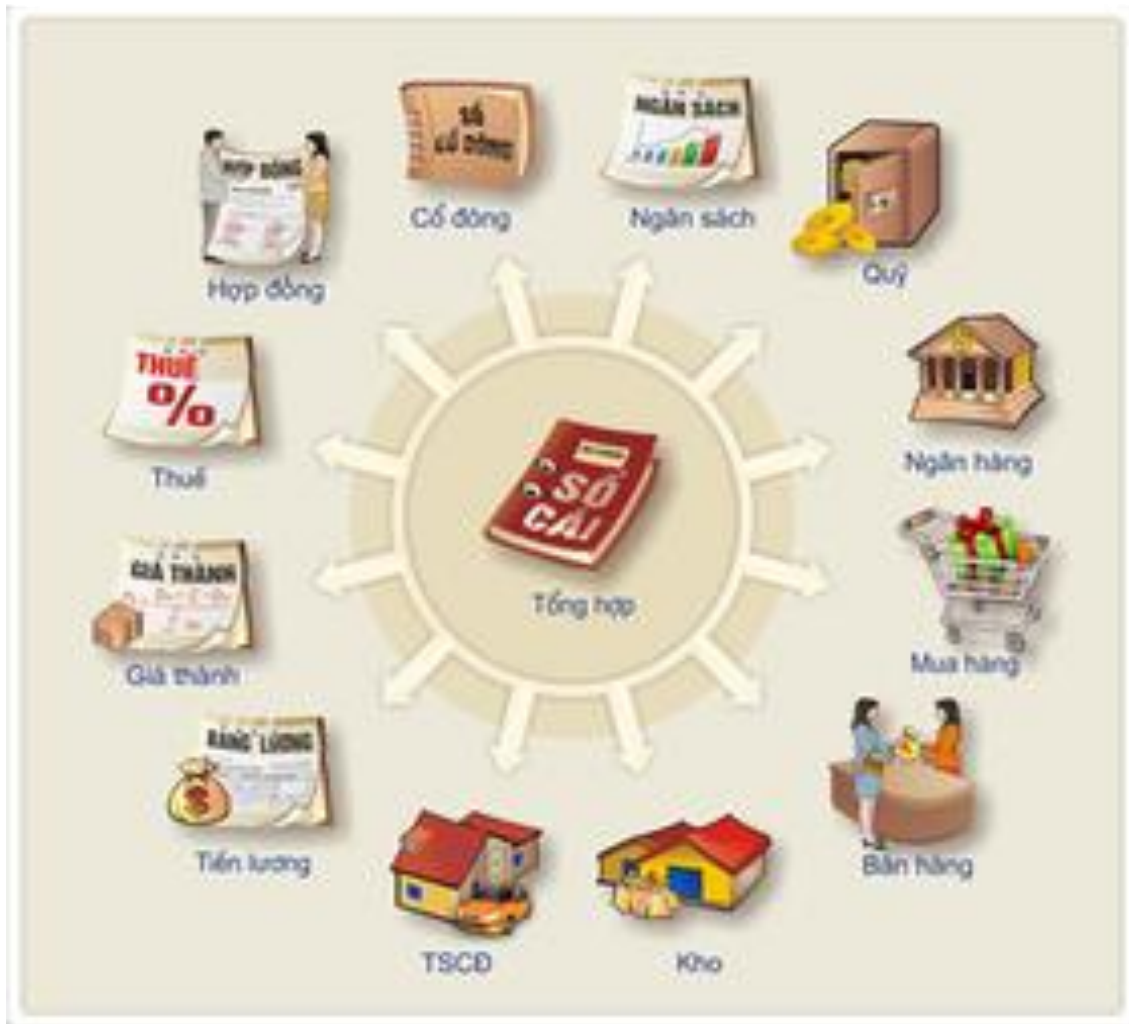 SỔ
CỔ ĐÔNG
Cổ đông
NGÂN SÁCH
Ngân sách
Quỹ
HỢP ĐỒNG
Hợp đồng
Ngân hàng
THUẾ
%
Thuế
SỔ
CÁI
Tổng hợp
Mua hàng
GIÁ THÀNH
Giá thành
BẢNG LƯƠNG
$
Tiền lương
Bán hàng
TSCĐ
Kho